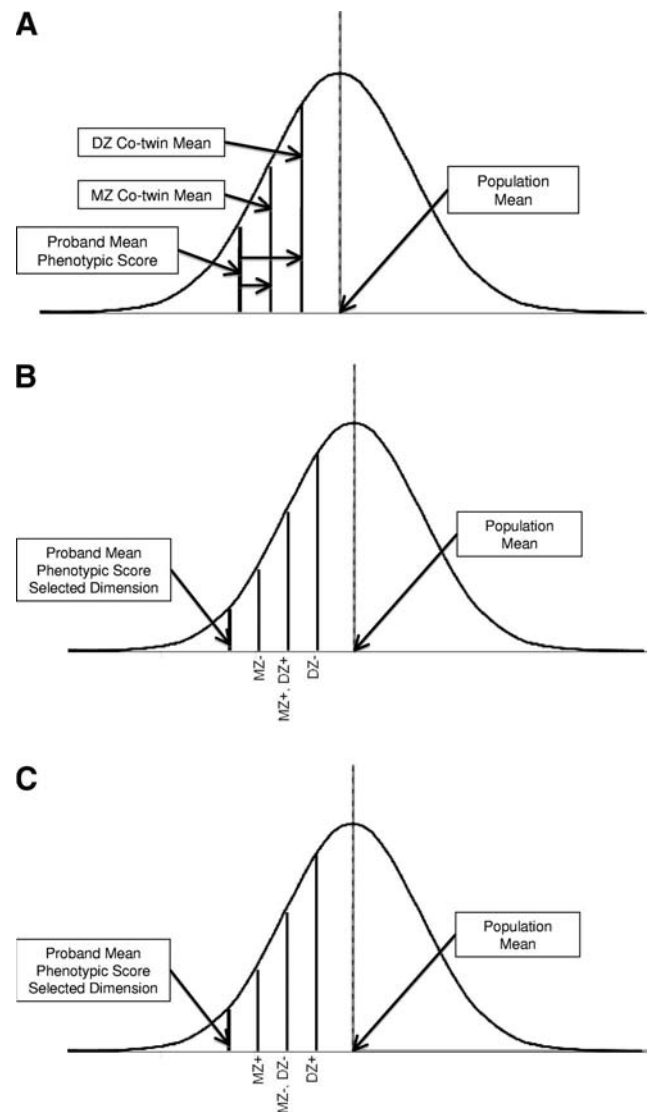 A
DZ Co-twin Mean
MZ Co-twin Mean
Population
Mean
Proband Mean
Phenotypic Score
B
Proband Mean
Phenotypic Score
Selected Dimension
Population
Mean
MZ-
MZ+, DZ+
DZ-
C
Proband Mean
Phenotypic Score
Selected Dimension
Population
Mean
MZ+
MZ-, DZ-
DZ+